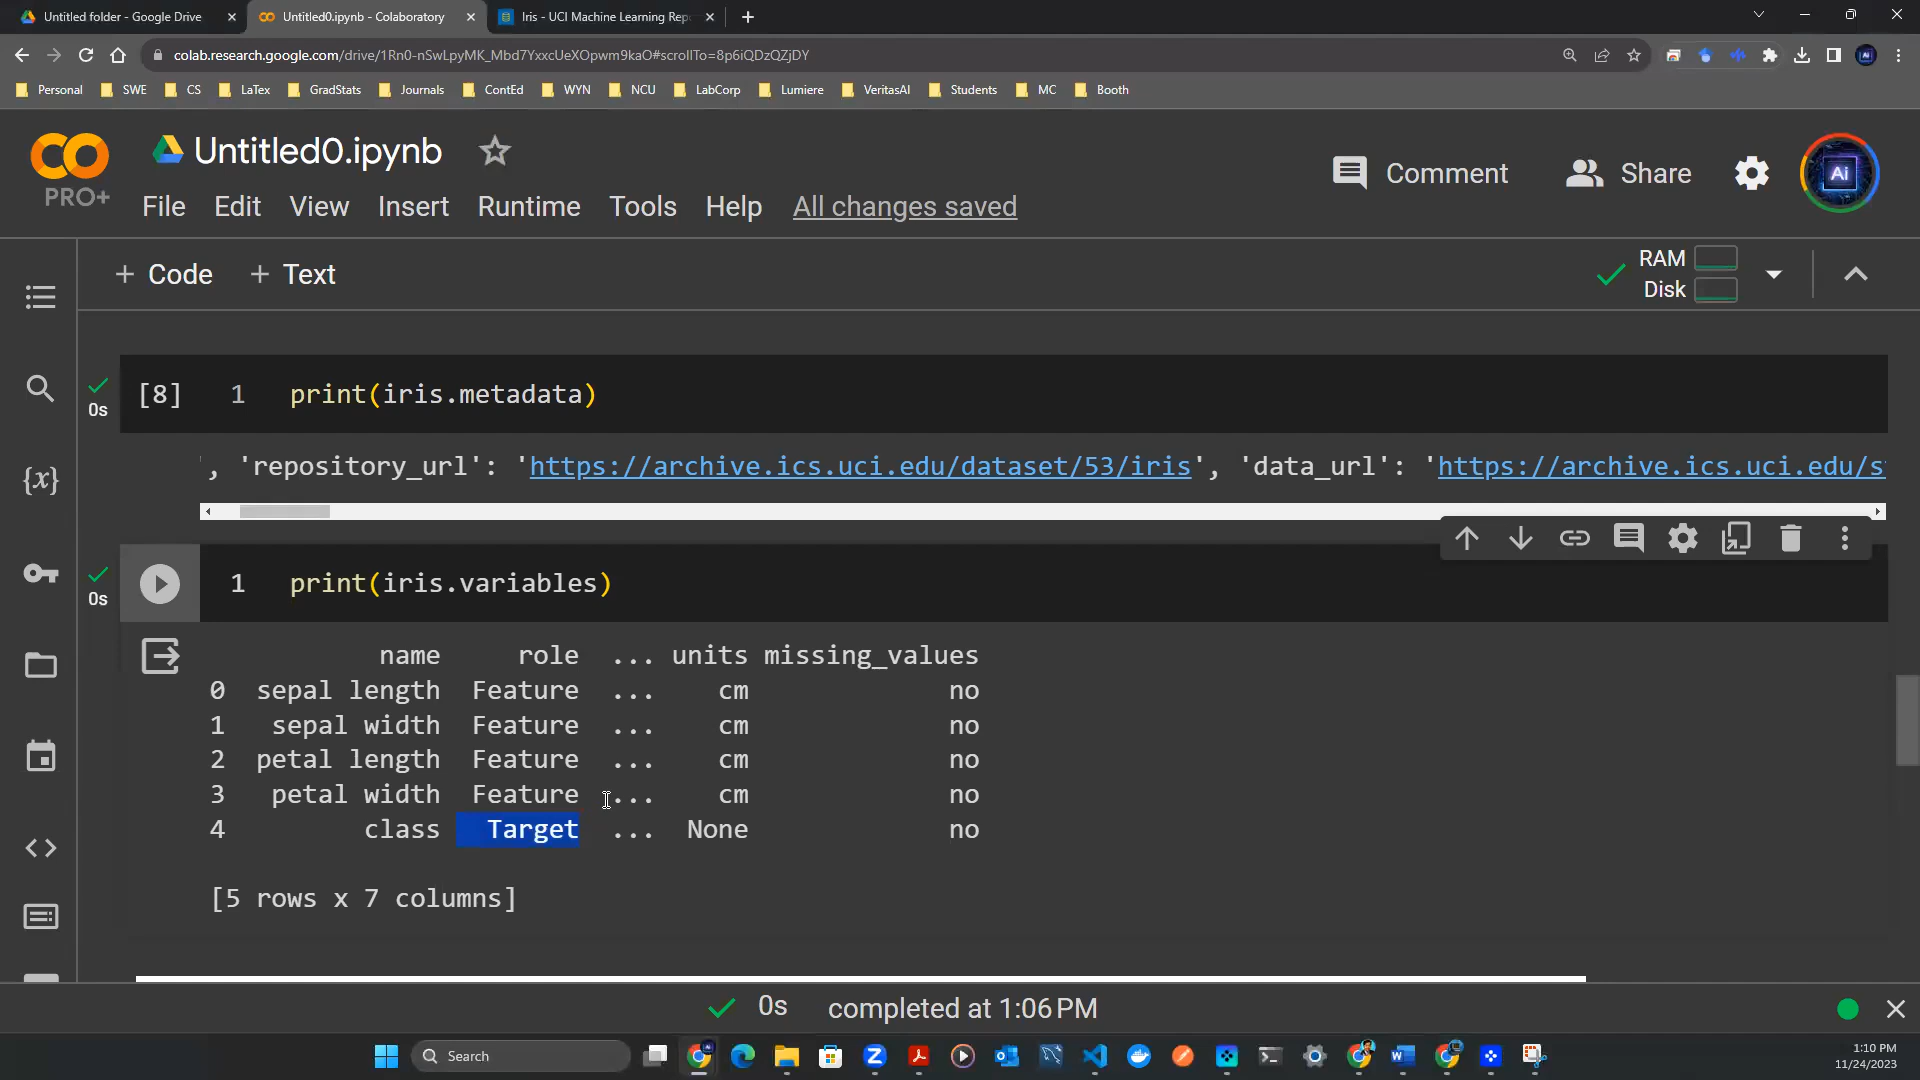 Untitled folder - Google Drive
Untitled0.ipynb - Colaboratory
Iris - UCI Machine Learning Rep
colab.research.google.com/drive/1Rn0-nSwLpyMK_Mbd7YxxcUeXOpwm9kaO#scrollTo=8p6iQDzQZjDY
Personal SWE CS LaTex GradStats Journals ContEd WYN NCU LabCorp Lumiere VeritasAI Students MC Booth
PRO+
Untitled0.ipynb
Comment Share Ai
File Edit View Insert Runtime Tools Help All changes saved
+ Code + Text
RAM
Disk
[8] 1 print(iris.metadata)
0s
', 'repository_url': 'https://archive.ics.uci.edu/dataset/53/iris', 'data_url': 'https://archive.ics.uci.edu/s
{x}
1 print(iris.variables)
0s
name role ... units missing_values
0 sepal length Feature ... cm no
1 sepal width Feature ... cm no
2 petal length Feature ... cm no
3 petal width Feature ... cm no
4 class Target ... None no
[5 rows x 7 columns]
0s completed at 1:06 PM
Search
1:10 PM
11/24/2023